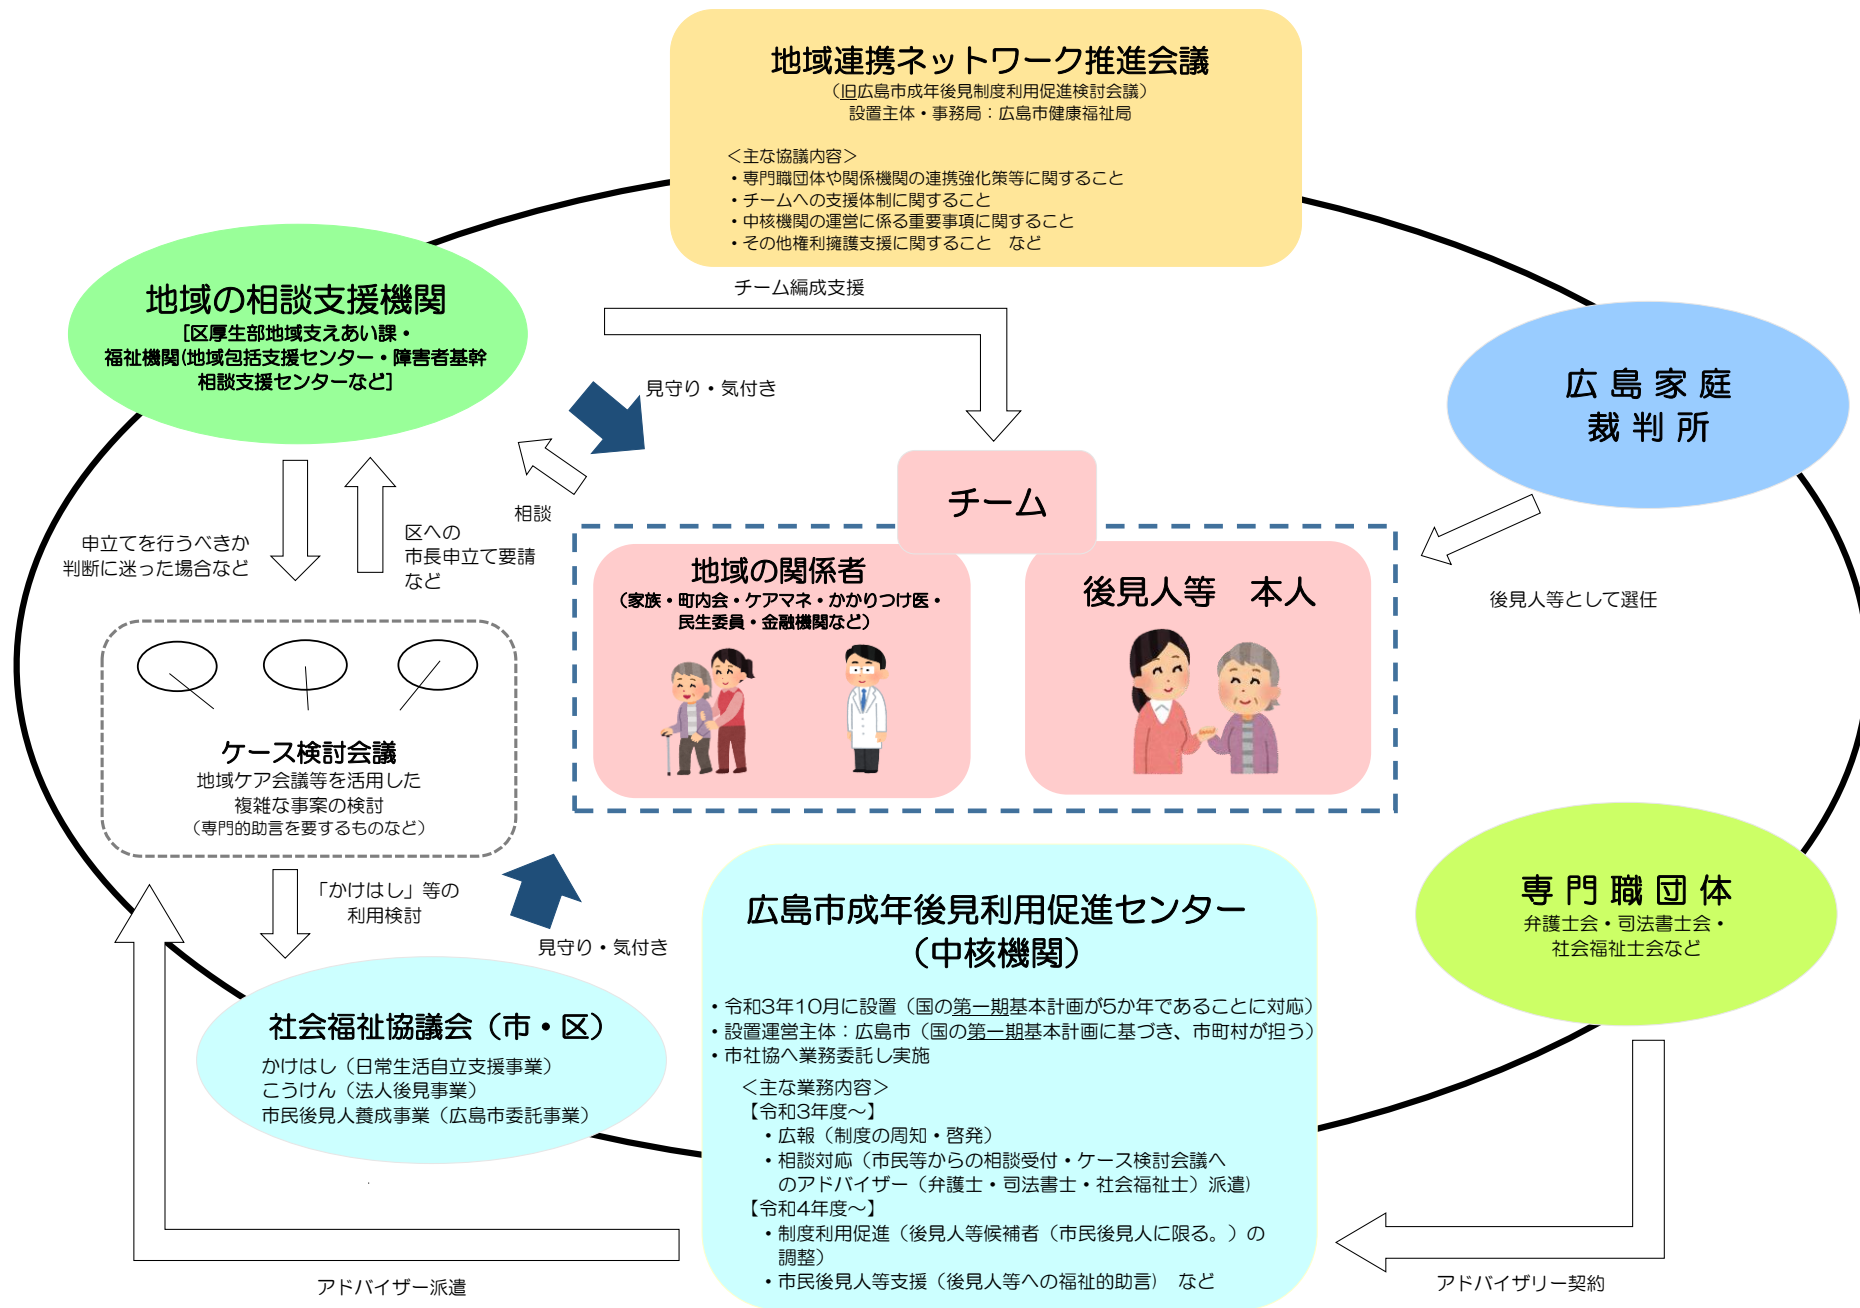 地域連携ネットワーク推進会議
（旧広島市成年後見制度利用促進検討会議）
設置主体・事務局：広島市健康福祉局
＜主な協議内容＞
・専門職団体や関係機関の連携強化策等に関すること
・チームへの支援体制に関すること
・中核機関の運営に係る重要事項に関すること
・その他権利擁護支援に関すること　など
地域の相談支援機関
［区厚生部地域支えあい課・
福祉機関(地域包括支援センター・障害者基幹
相談支援センターなど］
チーム編成支援
見守り・気付き
相談
広島家庭
裁判所
後見人等として選任
申立てを行うべきか
判断に迷った場合など
区への
市長申立て要請
など
チーム
地域の関係者
（家族・町内会・ケアマネ・かかりつけ医・
民生委員・金融機関など）
後見人等　本人
ケース検討会議
地域ケア会議等を活用した
複雑な事案の検討
（専門的助言を要するものなど）
「かけはし」等の
利用検討
見守り・気付き
社会福祉協議会（市・区）
かけはし（日常生活自立支援事業）
こうけん（法人後見事業）
市民後見人養成事業（広島市委託事業）
広島市成年後見利用促進センター
（中核機関）
・令和3年10月に設置（国の第一期基本計画が5か年であることに対応）
・設置運営主体：広島市（国の第一期基本計画に基づき、市町村が担う）
・市社協へ業務委託し実施
＜主な業務内容＞
【令和3年度～】
・広報（制度の周知・啓発）
・相談対応（市民等からの相談受付・ケース検討会議へ
のアドバイザー（弁護士・司法書士・社会福祉士）派遣）
【令和4年度～】
・制度利用促進（後見人等候補者（市民後見人に限る。）の
調整）
・市民後見人等支援（後見人等への福祉的助言）　など
専門職団体
弁護士会・司法書士会・
社会福祉士会など
アドバイザー派遣
アドバイザリー契約